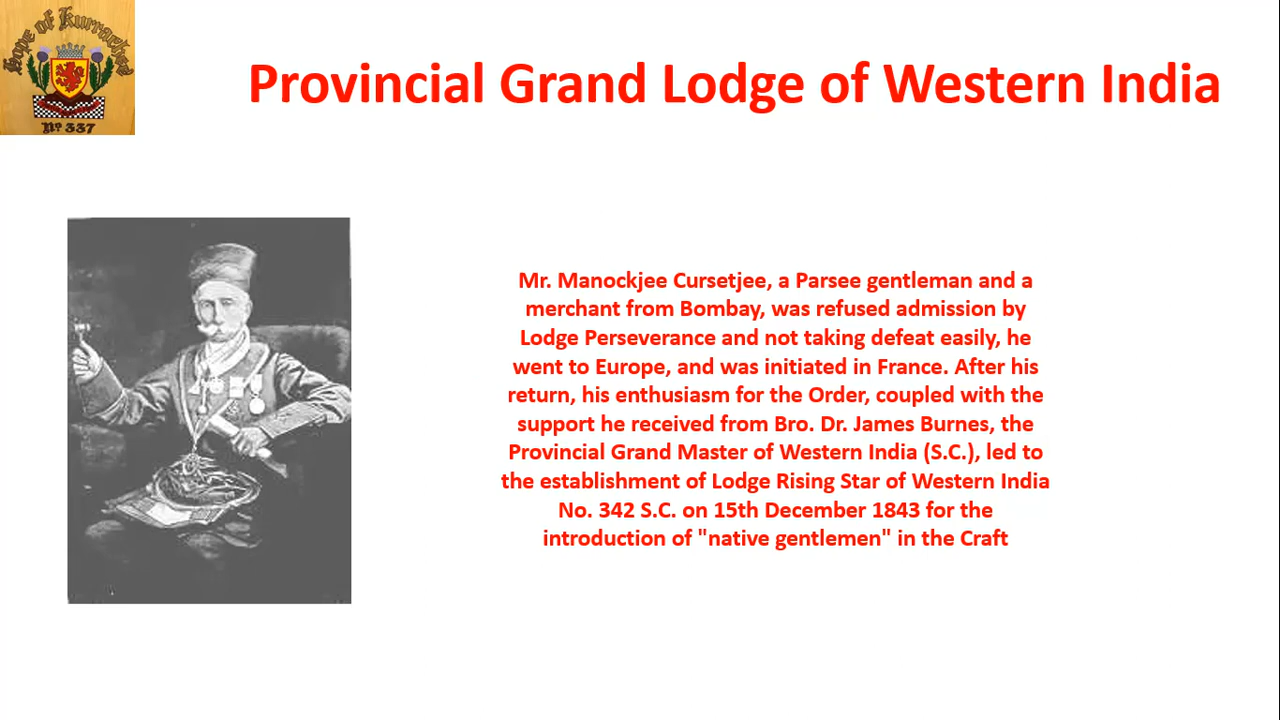 Hope of Kurrachee
No 337
Provincial Grand Lodge of Western India
Mr. Manockjee Cursetjee, a Parsee gentleman and a
merchant from Bombay, was refused admission by
Lodge Perseverance and not taking defeat easily, he
went to Europe, and was initiated in France. After his
return, his enthusiasm for the Order, coupled with the
support he received from Bro. Dr. James Burnes, the
Provincial Grand Master of Western India (S.C.), led to
the establishment of Lodge Rising Star of Western India
No. 342 S.C. on 15th December 1843 for the
introduction of "native gentlemen" in the Craft